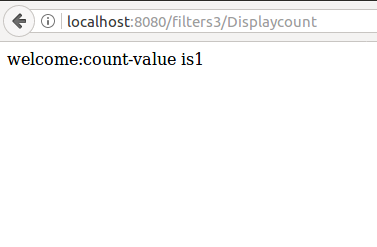 localhost:8080/filters3/Displaycount
welcome:count-value is1